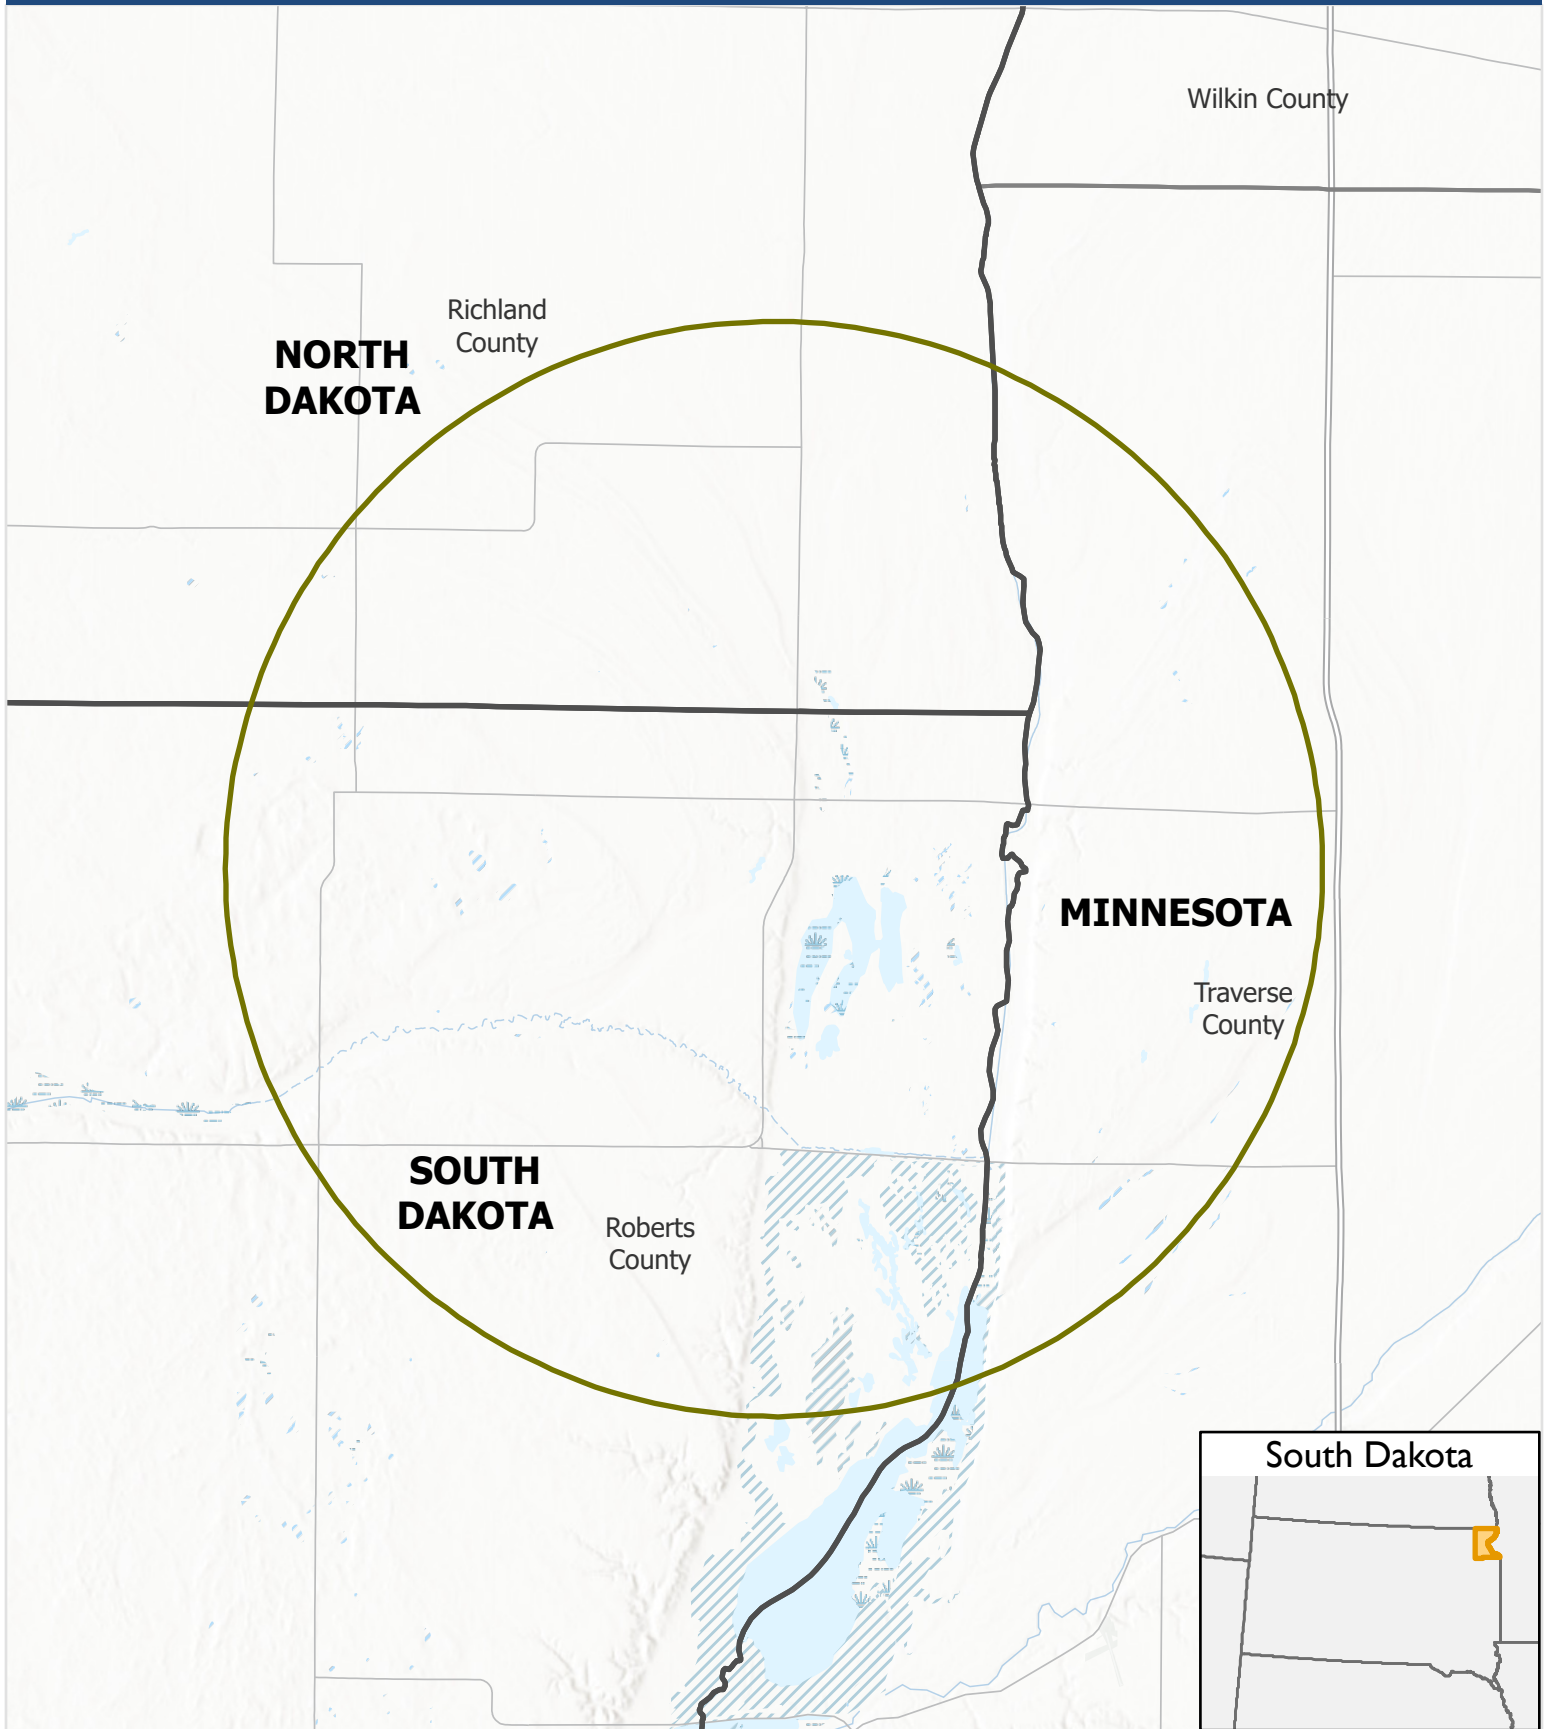 Wilkin County
Richland
County
NORTH
DAKOTA
MINNESOTA
Traverse
County
SOUTH
DAKOTA
Roberts
County
South Dakota